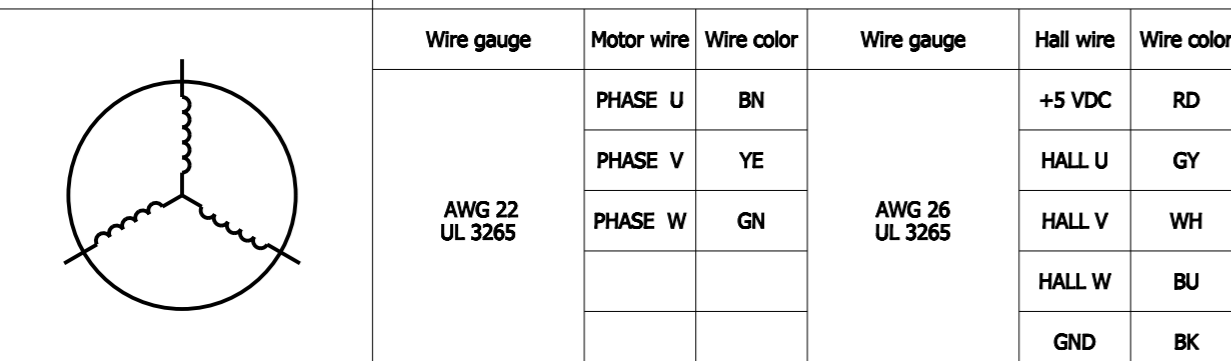 Wire gauge Motor wire Wire color Wire gauge Hall wire Wire color
PHASE U BN +5 VDC RD
PHASE V YE HALL U GY
AWG 22
UL 3265
PHASE W GN
AWG 26
UL 3265
HALL V WH
HALL W BU
GND BK